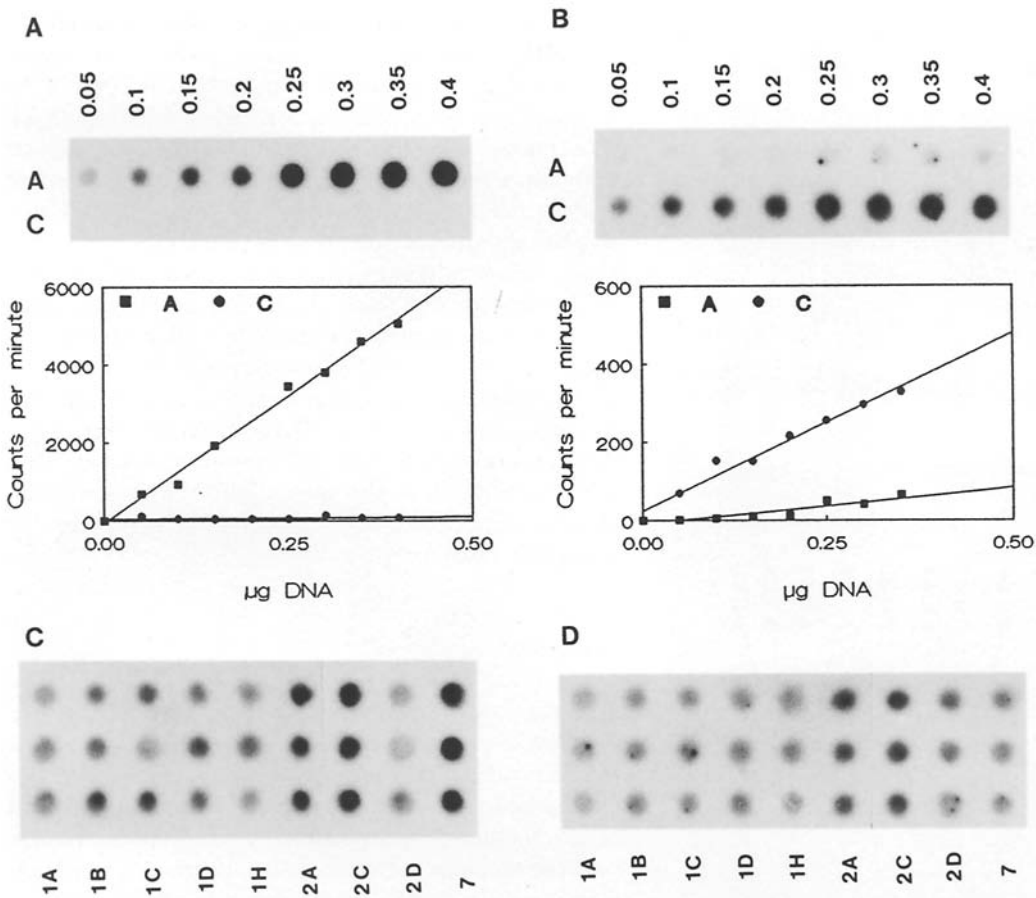 A
0.05 0.1 0.15 0.2 0.25 0.3 0.35 0.4
A
C
6000
4000
2000
0
A C
Counts per minute
0.00 0.25 0.50
µg DNA
B
0.05 0.1 0.15 0.2 0.25 0.3 0.35 0.4
A
C
600
400
200
0
A C
Counts per minute
0.00 0.25 0.50
µg DNA
C
1A 1B 1C 1D 1H 2A 2C 2D 7
D
1A 1B 1C 1D 1H 2A 2C 2D 7